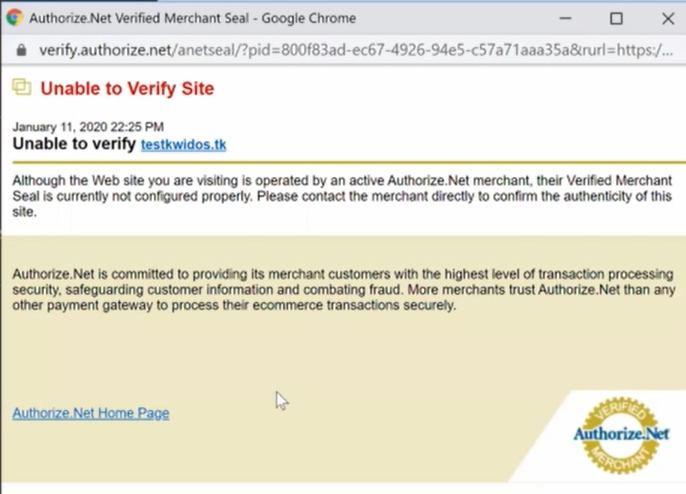 Authorize.Net Verified Merchant Seal - Google Chrome
verify.authorize.net/anetseal/?pid=800f83ad-ec67-4926-94e5-c57a71aaa35a&rurl=https:/...
Unable to Verify Site
January 11, 2020 22:25 PM
Unable to verify testkwidos.tk
Although the Web site you are visiting is operated by an active Authorize.Net merchant, their Verified Merchant
Seal is currently not configured properly. Please contact the merchant directly to confirm the authenticity of this
site.
Authorize.Net is committed to providing its merchant customers with the highest level of transaction processing
security, safeguarding customer information and combating fraud. More merchants trust Authorize.Net than any
other payment gateway to process their ecommerce transactions securely.
Authorize.Net Home Page
VERIFIED
Authorize.Net
MERCHANT